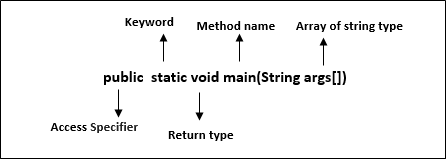 Keyword
Method name
Array of string type
public static void main(String args[])
Access Specifier
Return type